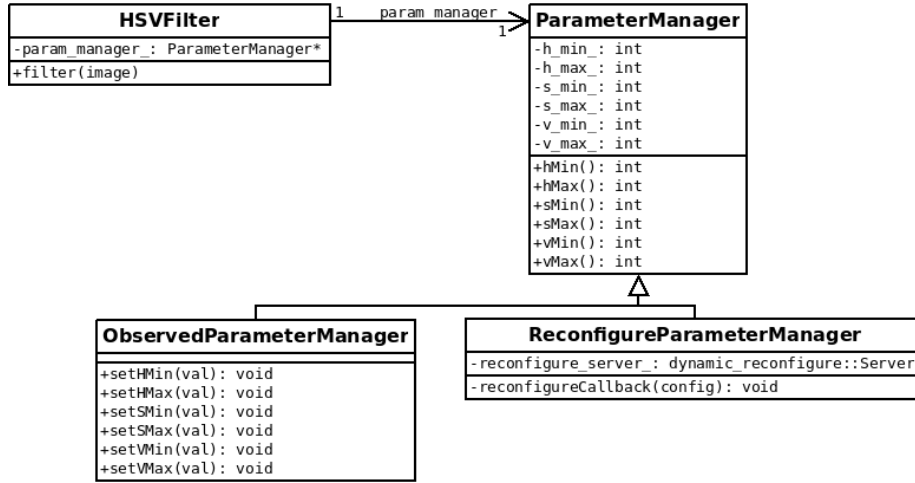 HSVFilter
-param_manager_: ParameterManager*
+filter(image)
1
param manager
1
ParameterManager
-h_min_: int
-h_max_: int
-s_min_: int
-s_max_: int
-v_min_: int
-v_max_: int
+hMin(): int
+hMax(): int
+sMin(): int
+sMax(): int
+vMin(): int
+vMax(): int
ObservedParameterManager
+setHMin(val): void
+setHMax(val): void
+setSMin(val): void
+setSMax(val): void
+setVMin(val): void
+setVMax(val): void
ReconfigureParameterManager
-reconfigure_server_: dynamic_reconfigure::Server
-reconfigureCallback(config): void